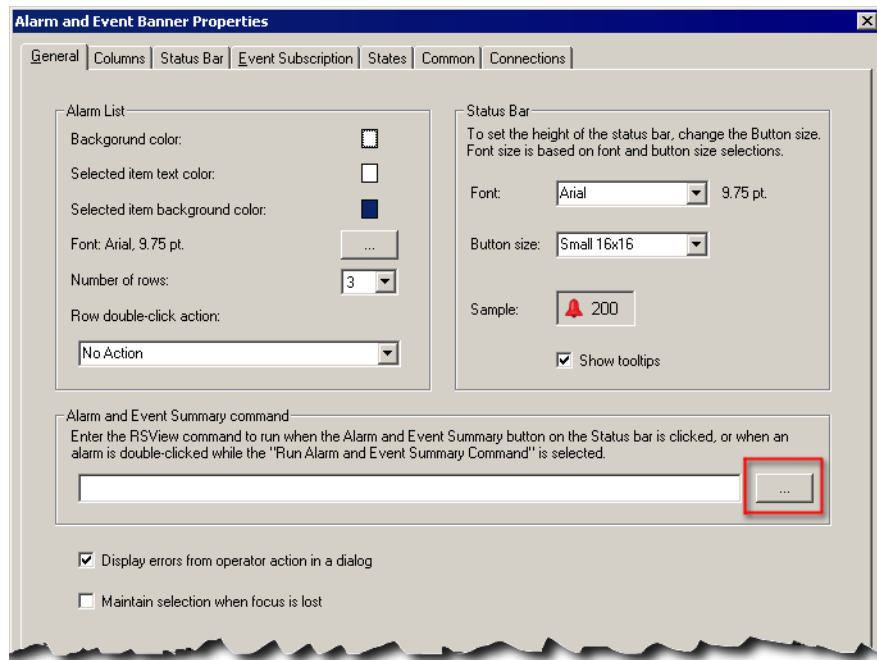 Alarm and Event Banner Properties
General
Columns
Status Bar
Event Subscription
States
Common
Connections
Alarm List
Backgorund color:
Selected item text color:
Selected item background color:
Font: Arial, 9.75 pt.
...
Number of rows:
3
Row double-click action:
No Action
Status Bar
To set the height of the status bar, change the Button size.
Font size is based on font and button size selections.
Font:
Arial
9.75 pt.
Button size:
Small 16x16
Sample:
200
Show tooltips
Alarm and Event Summary command
Enter the RSView command to run when the Alarm and Event Summary button on the Status bar is clicked, or when an
alarm is double-clicked while the "Run Alarm and Event Summary Command" is selected.
...
Display errors from operator action in a dialog
Maintain selection when focus is lost